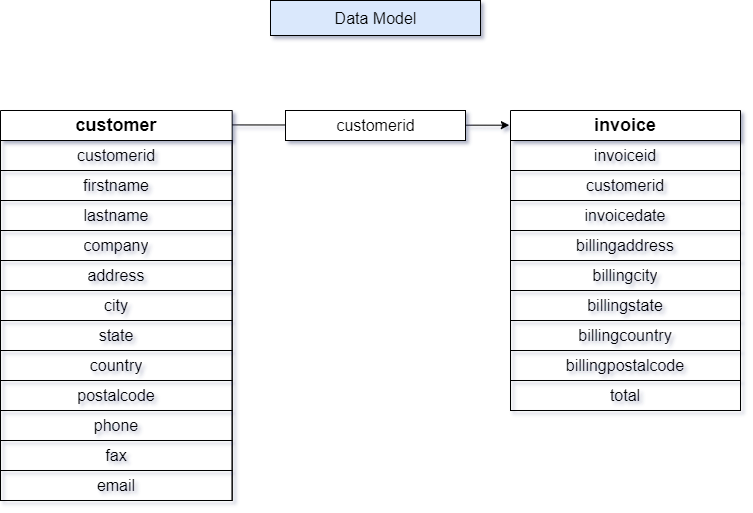 Data Model
customer
customerid
firstname
lastname
company
address
city
state
country
postalcode
phone
fax
email
customerid
invoice
invoiceid
customerid
invoicedate
billingaddress
billingcity
billingstate
billingcountry
billingpostalcode
total